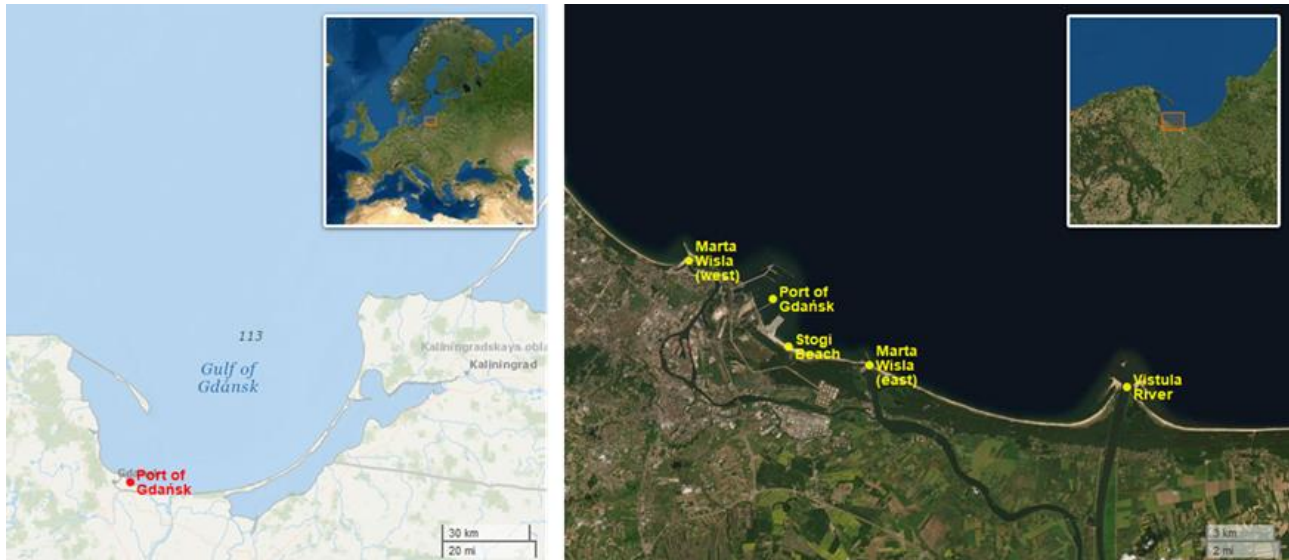 113
Gulf of
Gdańsk
Kaliningradskaya obla
Kaliningrad
Port of
Gdańsk
30 km
20 mi
Marta
Wisla
(west)
Port of
Gdańsk
Stogi
Beach
Marta
Wisla
(east)
Vistula
River
3 km
2 mi